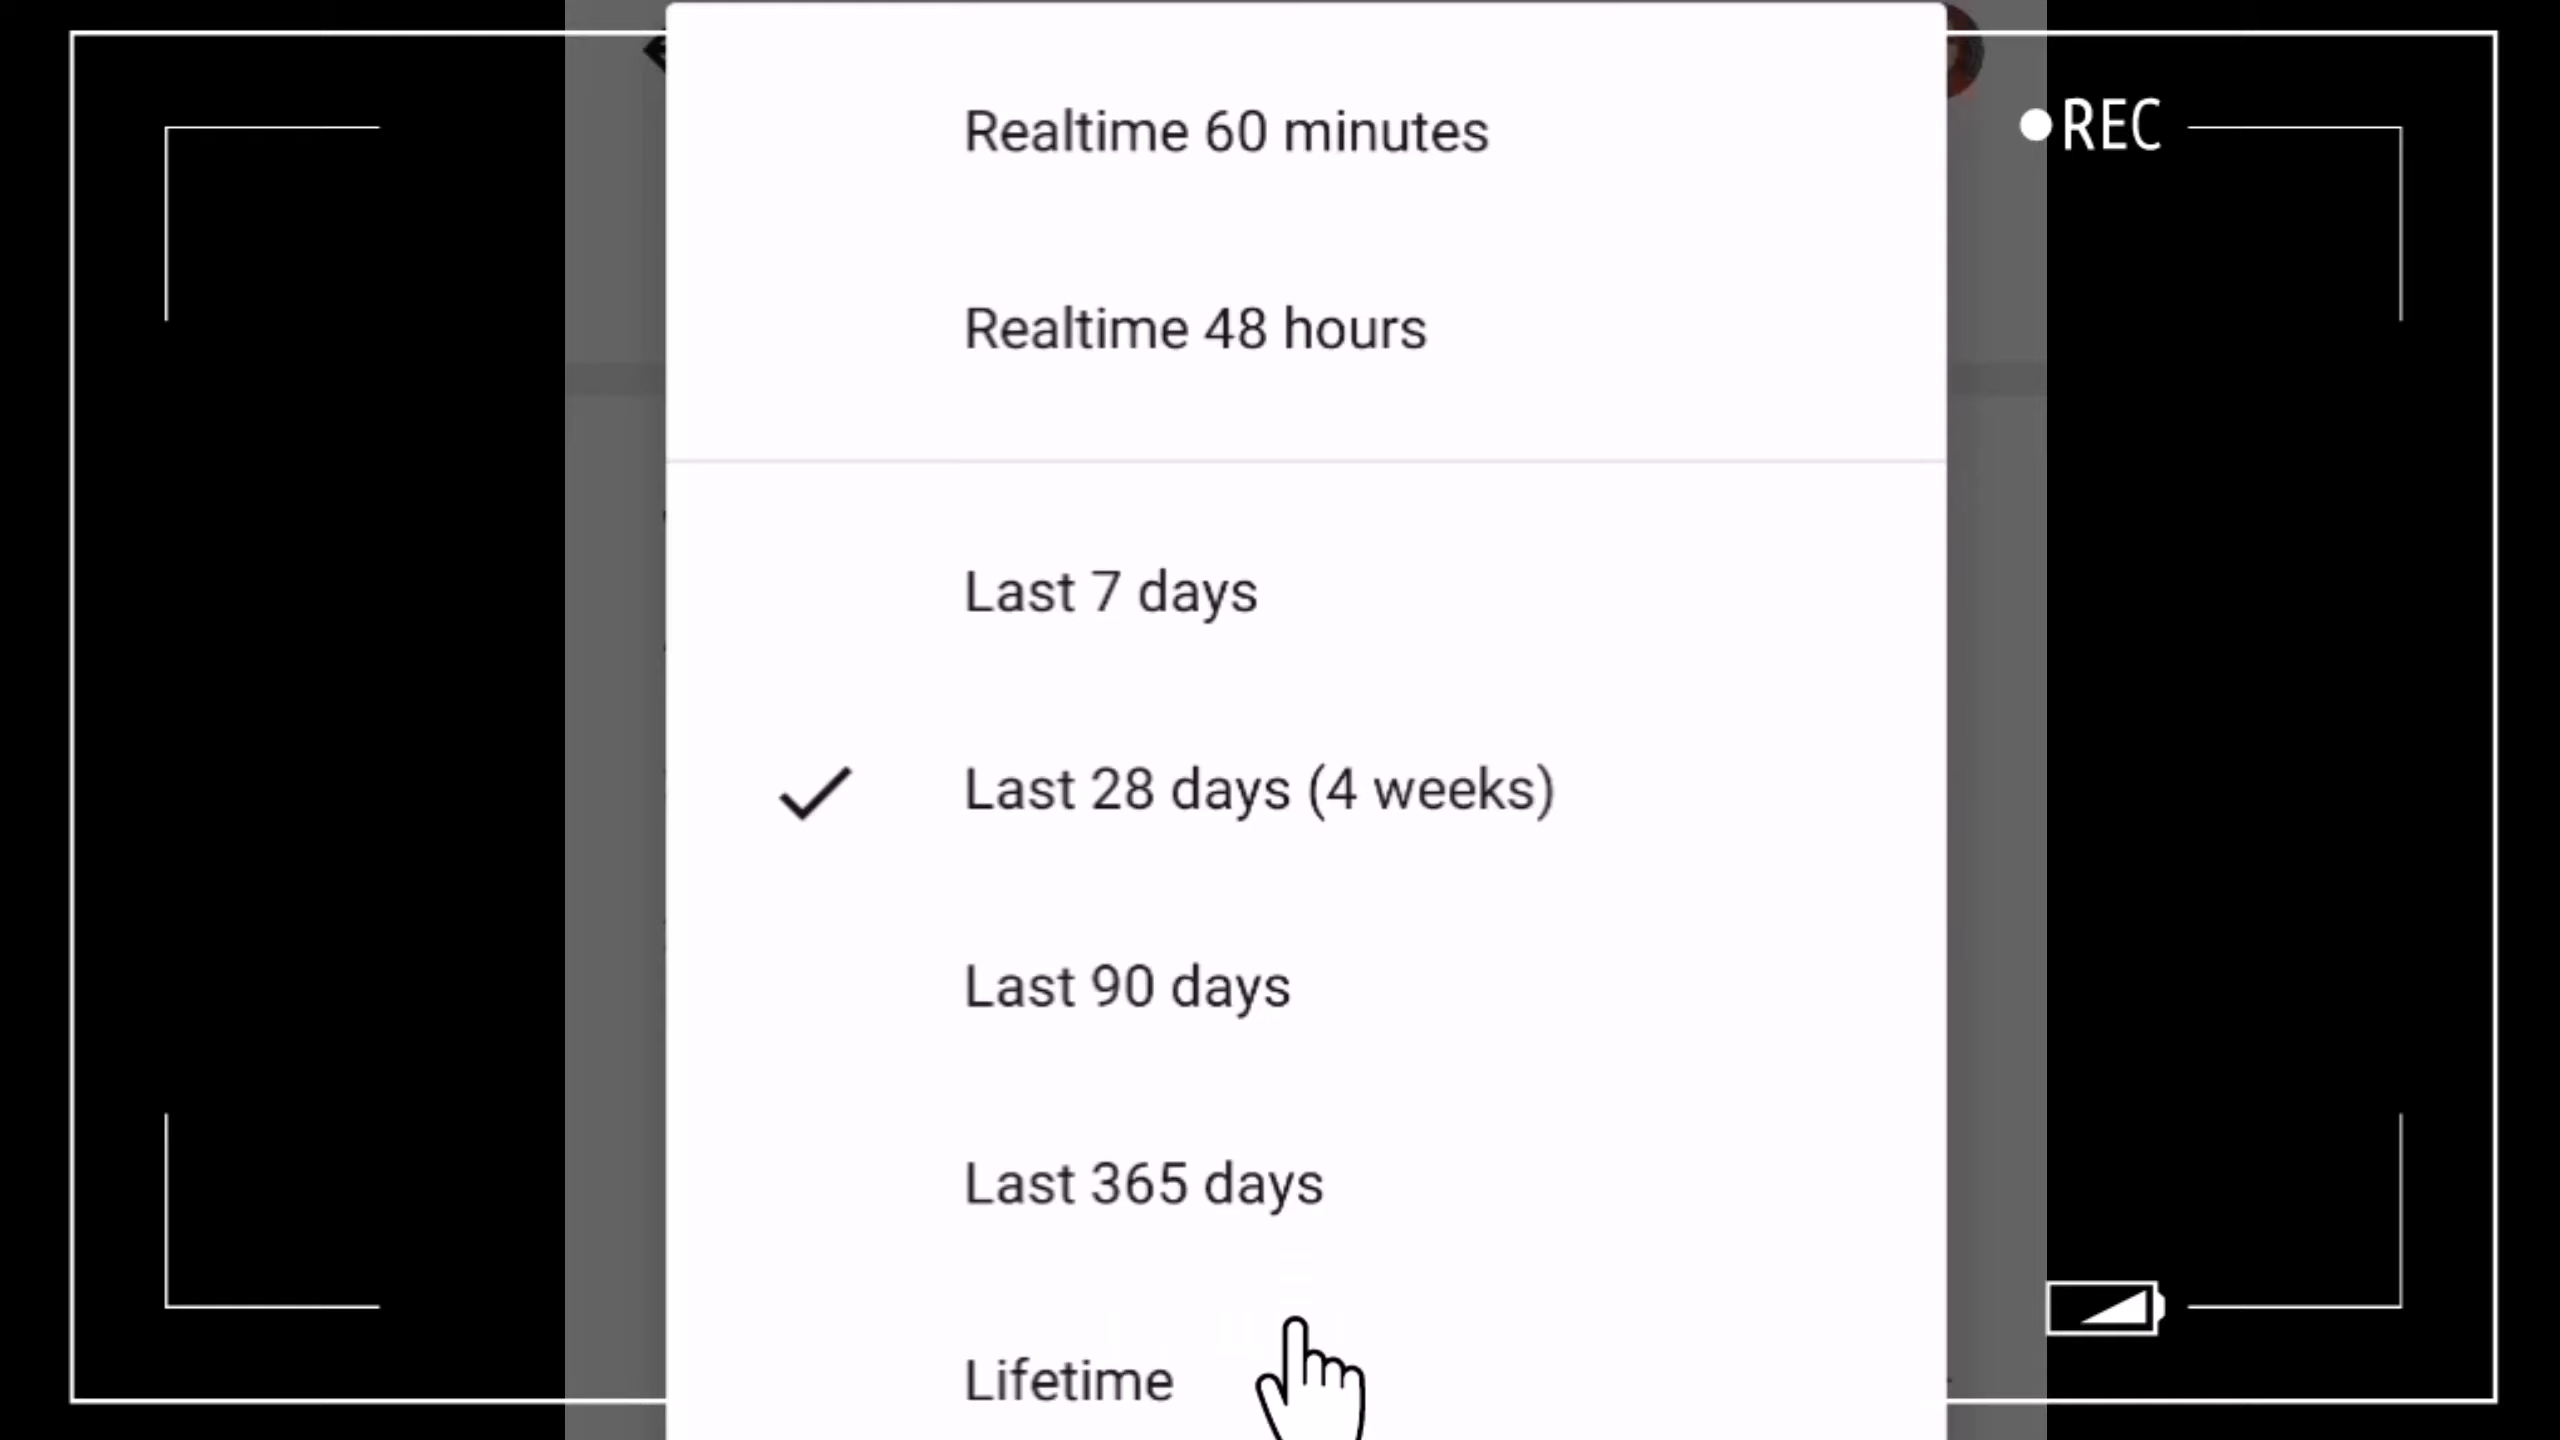 REC
Realtime 60 minutes
Realtime 48 hours
Last 7 days
Last 28 days (4 weeks)
Last 90 days
Last 365 days
Lifetime